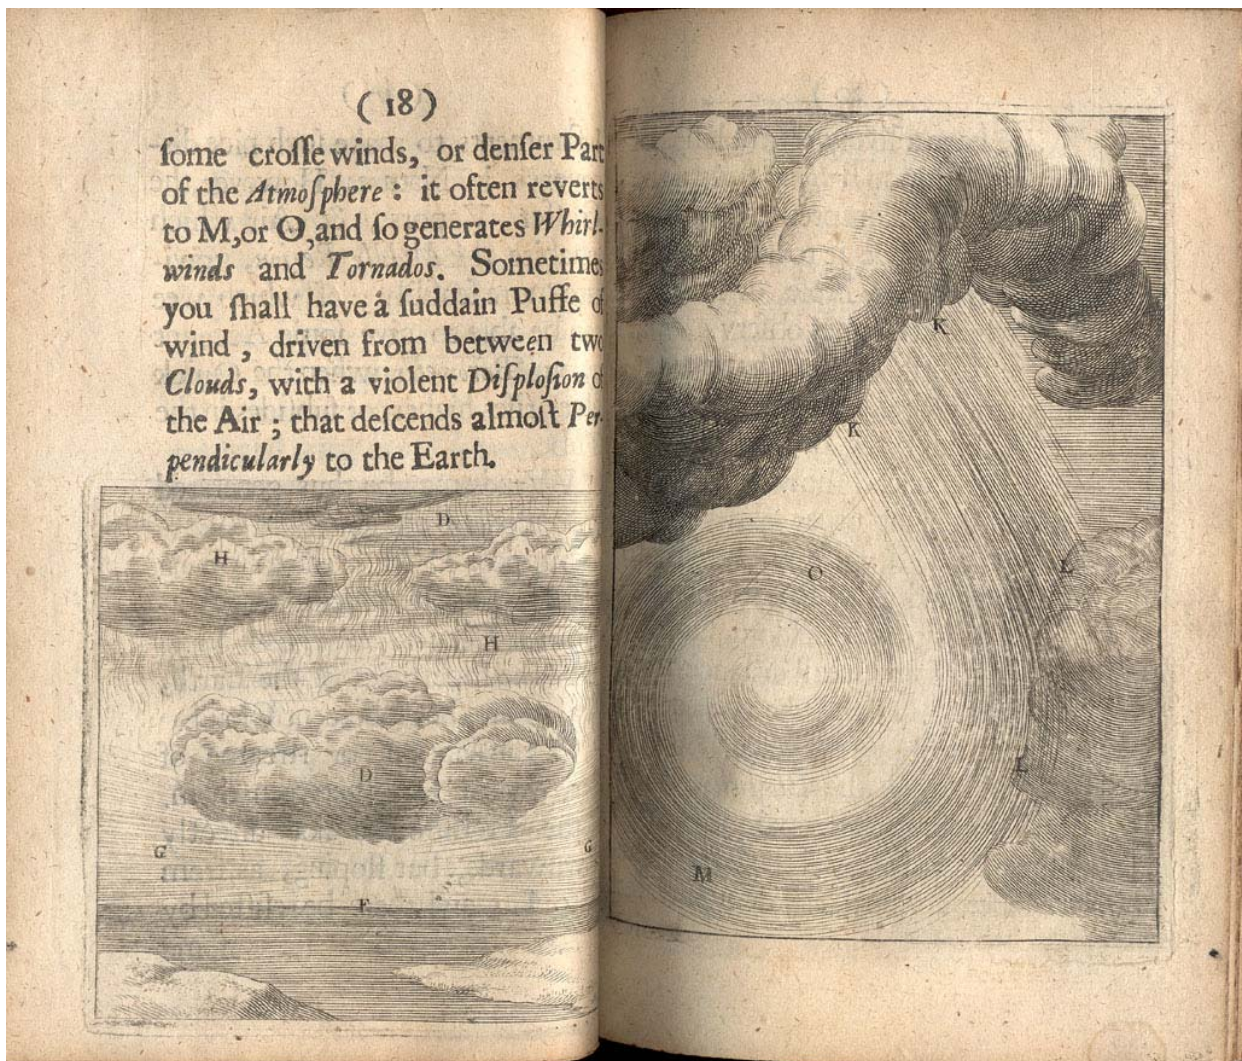 (18)
ſome croſſe winds, or denſer Part
of the Atmoſphere : it often reverts
to M, or O, and ſo generates Whirl-
winds and Tornados. Sometimes
you ſhall have a ſuddain Puffe of
wind , driven from between two
Clouds, with a violent Diſploſion o
the Air ; that deſcends almoſt Per-
pendicularly to the Earth.
D
H
H
D
G
G
F
K
K
O
L
L
M